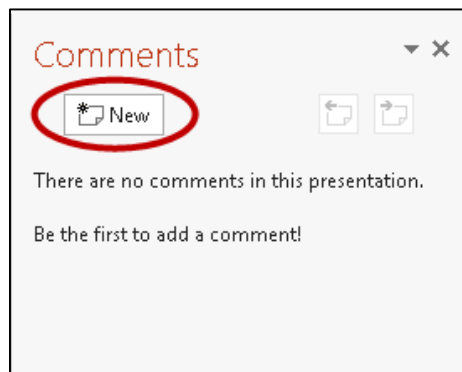 Comments
New
There are no comments in this presentation.
Be the first to add a comment!